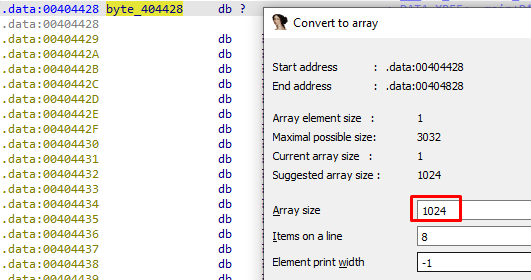 .data:00404428 byte_404428 db ?
.data:00404428
.data:00404429 db ?
.data:0040442A db ?
.data:0040442B db ?
.data:0040442C db ?
.data:0040442D db ?
.data:0040442E db ?
.data:0040442F db ?
.data:00404430 db ?
.data:00404431 db ?
.data:00404432 db ?
.data:00404433 db ?
.data:00404434 db ?
.data:00404435 db ?
.data:00404436 db ?
.data:00404437 db ?
.data:00404438 db ?
.data:00404439 db ?
Convert to array
Start address : .data:00404428
End address : .data:00404828
Array element size : 1
Maximal possible size: 3032
Current array size : 1
Suggested array size : 1024
Array size 1024
Items on a line 8
Element print width -1